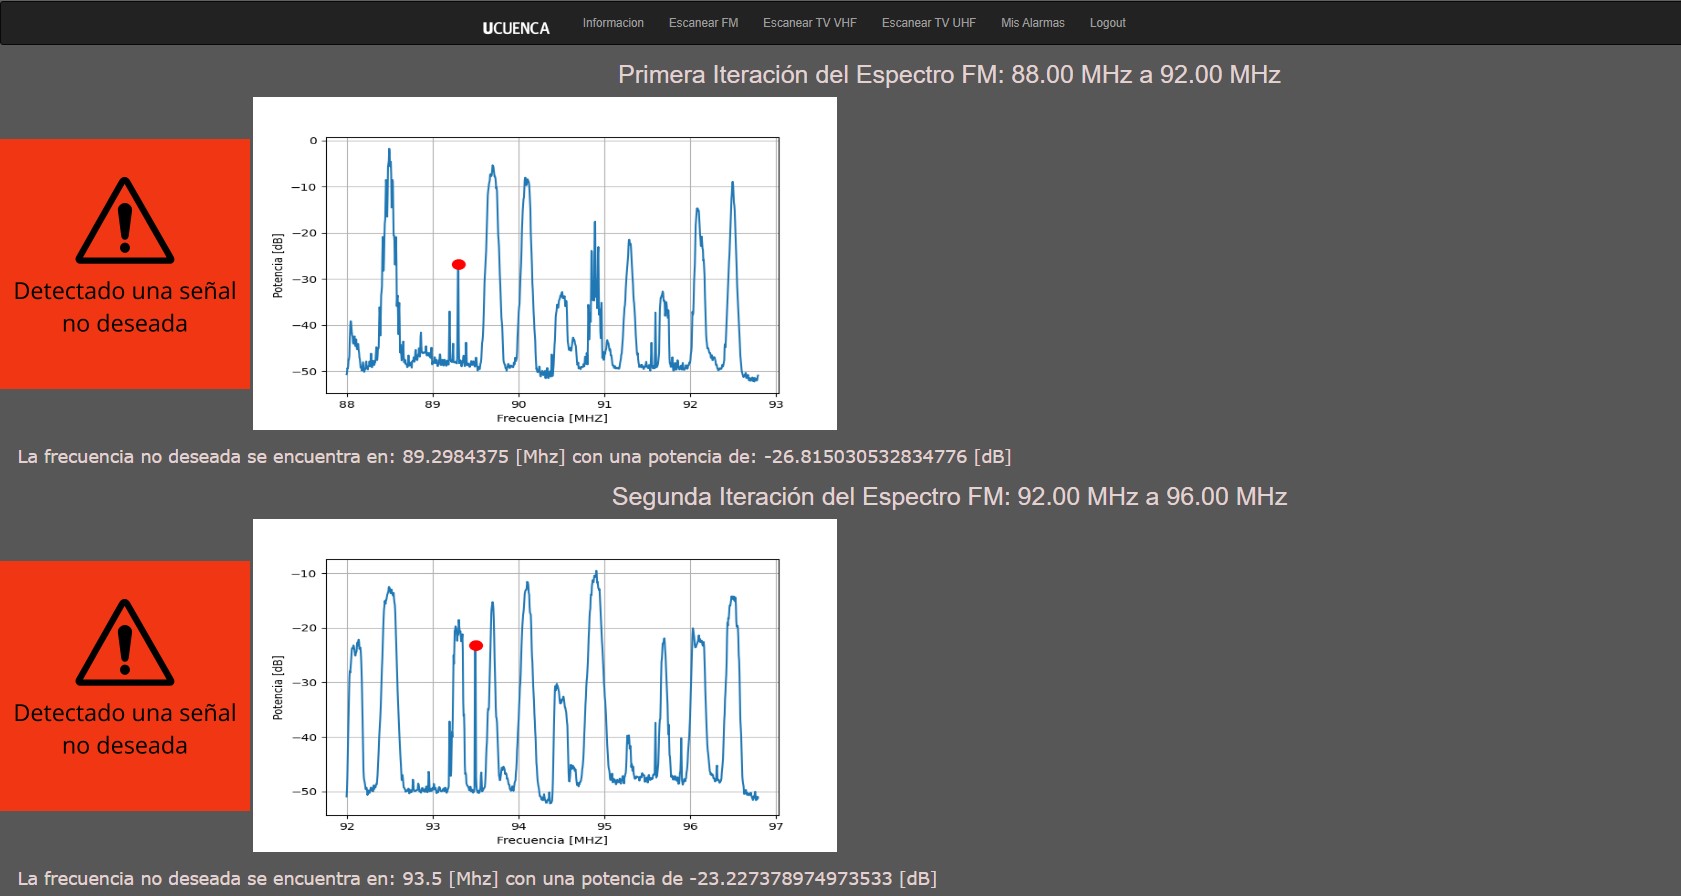 UCUENCA Informacion Escanear FM Escanear TV VHF Escanear TV UHF Mis Alarmas Logout
Primera Iteración del Espectro FM: 88.00 MHz a 92.00 MHz
Detectado una señal
no deseada
Potencia [dB]
0
−10
−20
−30
−40
−50
88 89 90 91 92 93
Frecuencia [MHZ]
La frecuencia no deseada se encuentra en: 89.2984375 [Mhz] con una potencia de: -26.815030532834776 [dB]
Segunda Iteración del Espectro FM: 92.00 MHz a 96.00 MHz
Detectado una señal
no deseada
Potencia [dB]
−10
−20
−30
−40
−50
92 93 94 95 96 97
Frecuencia [MHZ]
La frecuencia no deseada se encuentra en: 93.5 [Mhz] con una potencia de -23.227378974973533 [dB]